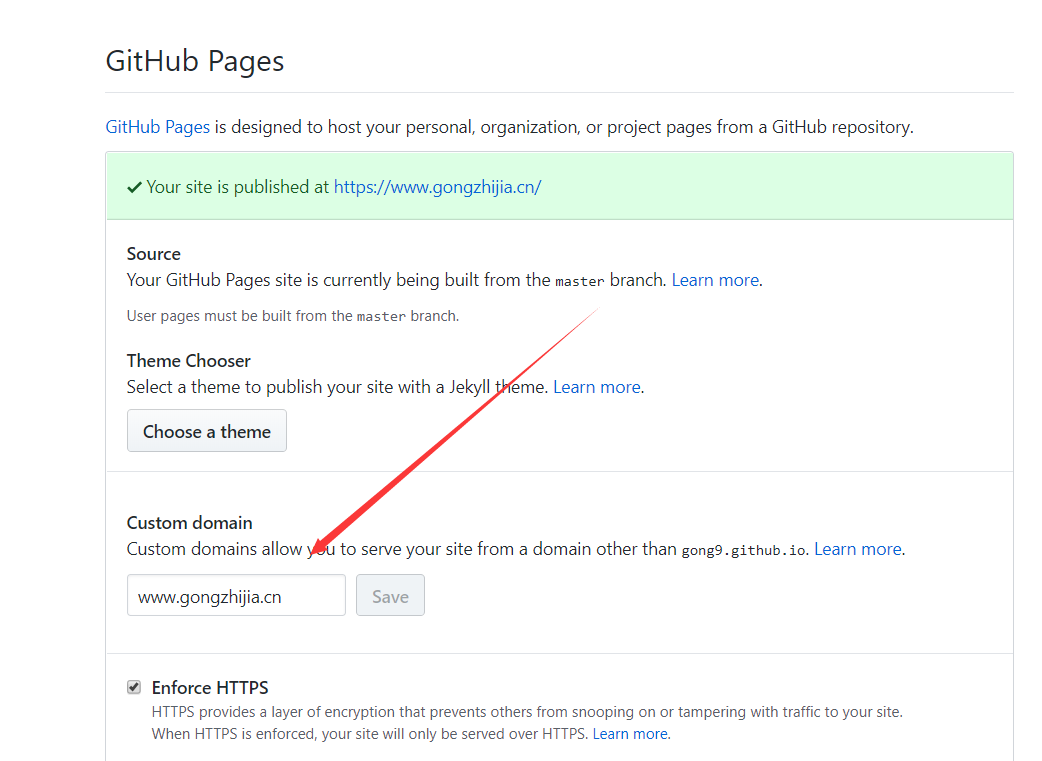 GitHub Pages
GitHub Pages is designed to host your personal, organization, or project pages from a GitHub repository.
Your site is published at https://www.gongzhijia.cn/
Source
Your GitHub Pages site is currently being built from the master branch. Learn more.
User pages must be built from the master branch.
Theme Chooser
Select a theme to publish your site with a Jekyll theme. Learn more.
Choose a theme
Custom domain
Custom domains allow you to serve your site from a domain other than gong9.github.io. Learn more.
www.gongzhijia.cn Save
Enforce HTTPS
HTTPS provides a layer of encryption that prevents others from snooping on or tampering with traffic to your site.
When HTTPS is enforced, your site will only be served over HTTPS. Learn more.